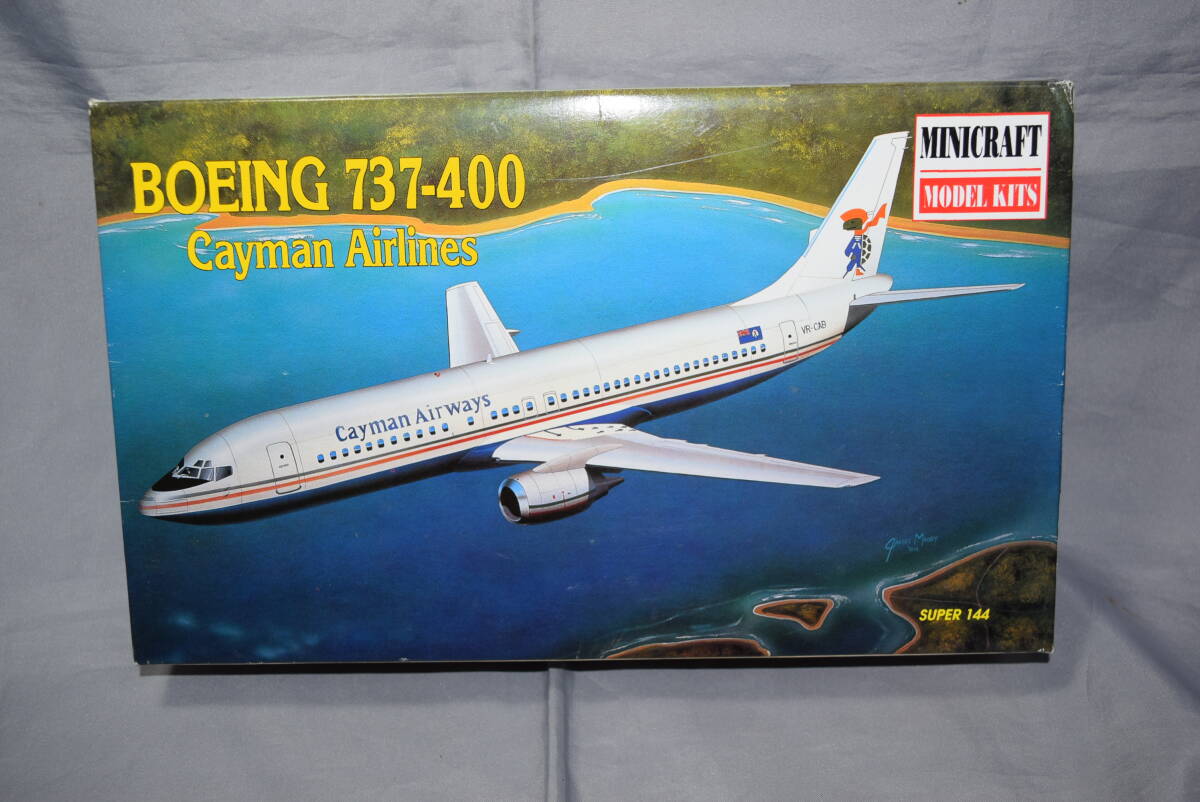 BOEING 737-400
Cayman Airlines
MINICRAFT
MODEL KITS
VR-CAB
Cayman Airways
SUPER 144